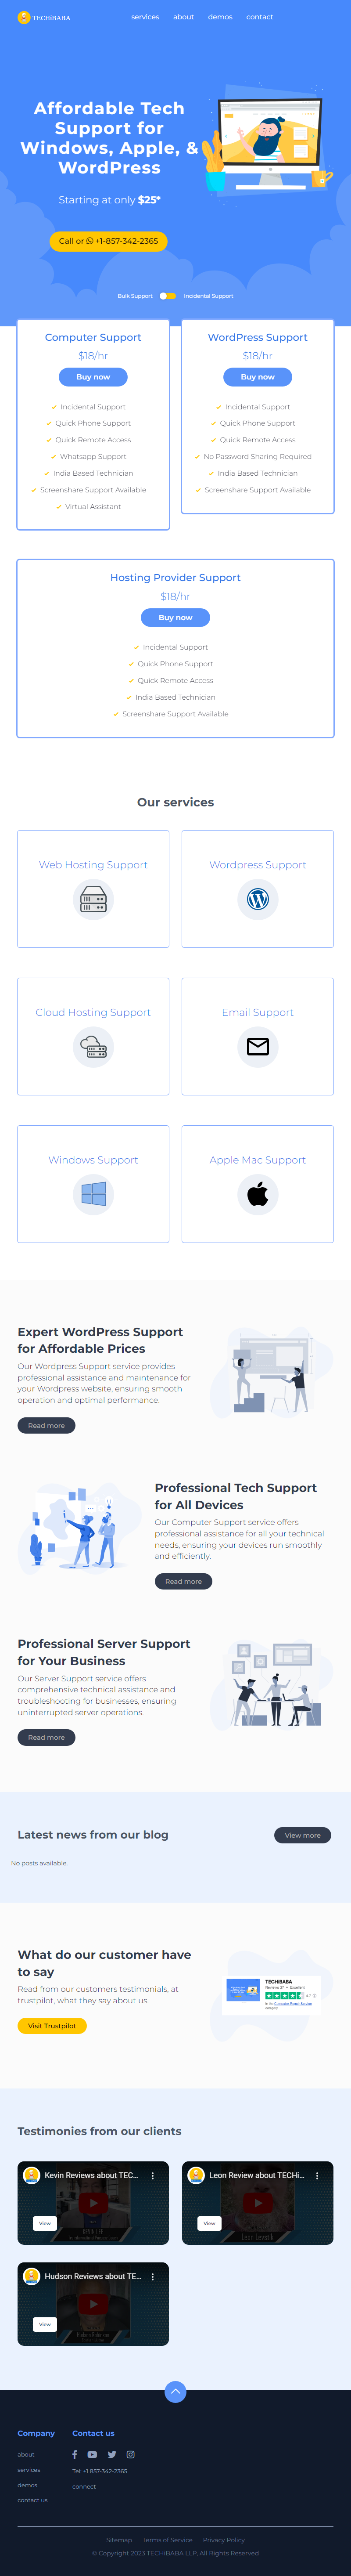 TECHiBABA
services about demos contact
Affordable Tech
Support for
Windows, Apple, &
WordPress
Starting at only $25*
Call or +1-857-342-2365
Bulk Support Incidental Support
Computer Support
$18/hr
Buy now
Incidental Support
Quick Phone Support
Quick Remote Access
Whatsapp Support
India Based Technician
Screenshare Support Available
Virtual Assistant
WordPress Support
$18/hr
Buy now
Incidental Support
Quick Phone Support
Quick Remote Access
No Password Sharing Required
India Based Technician
Screenshare Support Available
Hosting Provider Support
$18/hr
Buy now
Incidental Support
Quick Phone Support
Quick Remote Access
India Based Technician
Screenshare Support Available
Our services
Web Hosting Support
Wordpress Support
Cloud Hosting Support
Email Support
Windows Support
Apple Mac Support
Expert WordPress Support
for Affordable Prices
Our Wordpress Support service provides
professional assistance and maintenance for
your Wordpress website, ensuring smooth
operation and optimal performance.
Read more
Professional Tech Support
for All Devices
Our Computer Support service offers
professional assistance for all your technical
needs, ensuring your devices run smoothly
and efficiently.
Read more
Professional Server Support
for Your Business
Our Server Support service offers
comprehensive technical assistance and
troubleshooting for businesses, ensuring
uninterrupted server operations.
Read more
Latest news from our blog
View more
No posts available.
What do our customer have
to say
Read from our customers testimonials, at
trustpilot, what they say about us.
Visit Trustpilot
TECHIBABA
Testimonies from our clients
Kevin Reviews about TEC...
View
KEVIN LEE
Leon Review about TECHi...
View
Hudson Reviews about TE...
View
Company
about
services
demos
contact us
Contact us
Tel: +1 857-342-2365
connect
Sitemap Terms of Service Privacy Policy
© Copyright 2023 TECHiBABA LLP, All Rights Reserved